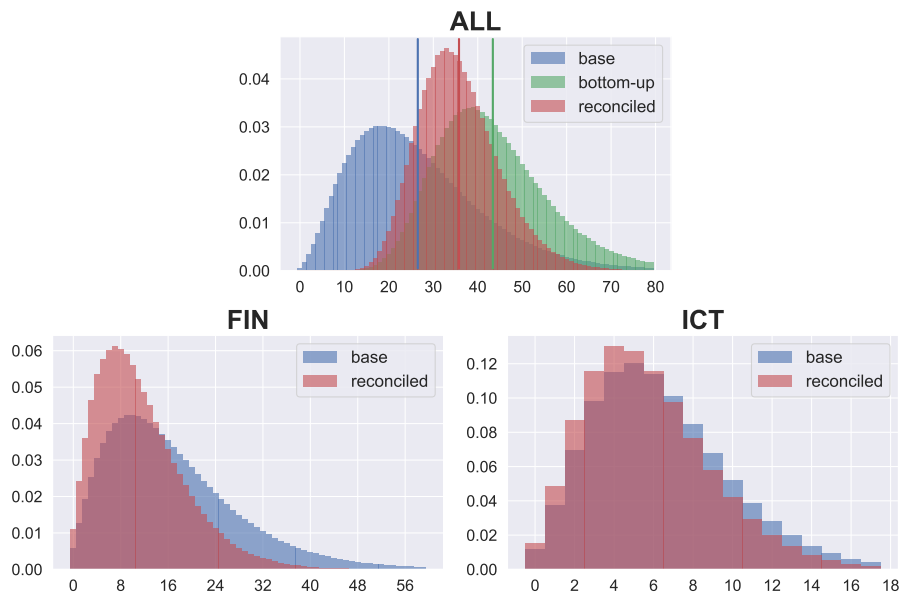 ALL
base
bottom-up
reconciled
0.04
0.03
0.02
0.01
0.00
0 10 20 30 40 50 60 70 80
FIN
base
reconciled
0.06
0.05
0.04
0.03
0.02
0.01
0.00
0 8 16 24 32 40 48 56
ICT
base
reconciled
0.12
0.10
0.08
0.06
0.04
0.02
0.00
0 2 4 6 8 10 12 14 16 18